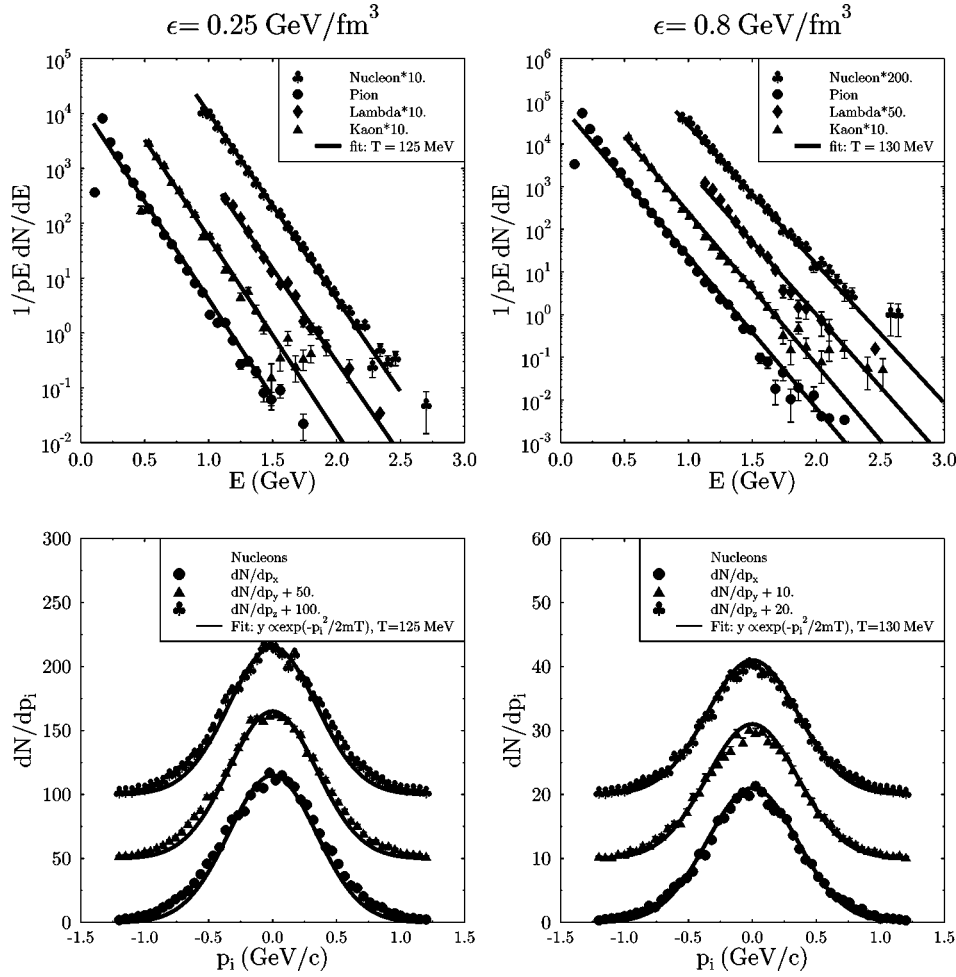 ϵ= 0.25 GeV/fm³
ϵ= 0.8 GeV/fm³
1/pE dN/dE
10⁵
10⁴
10³
10²
10¹
10⁰
10⁻¹
10⁻²
Nucleon*10.
Pion
Lambda*10.
Kaon*10.
fit: T = 125 MeV
0.0 0.5 1.0 1.5 2.0 2.5 3.0
E (GeV)
1/pE dN/dE
10⁶
10⁵
10⁴
10³
10²
10¹
10⁰
10⁻¹
10⁻²
10⁻³
Nucleon*200.
Pion
Lambda*50.
Kaon*10.
fit: T = 130 MeV
0.0 0.5 1.0 1.5 2.0 2.5 3.0
E (GeV)
dN/dpᵢ
300
250
200
150
100
50
0
Nucleons
dN/dpₓ
dN/dp_y + 50.
dN/dp_z + 100.
Fit: y ∝exp(-pᵢ²/2mT), T=125 MeV
-1.5 -1.0 -0.5 0.0 0.5 1.0 1.5
pᵢ (GeV/c)
dN/dpᵢ
60
50
40
30
20
10
0
Nucleons
dN/dpₓ
dN/dp_y + 10.
dN/dp_z + 20.
Fit: y ∝exp(-pᵢ²/2mT), T=130 MeV
-1.5 -1.0 -0.5 0.0 0.5 1.0 1.5
pᵢ (GeV/c)